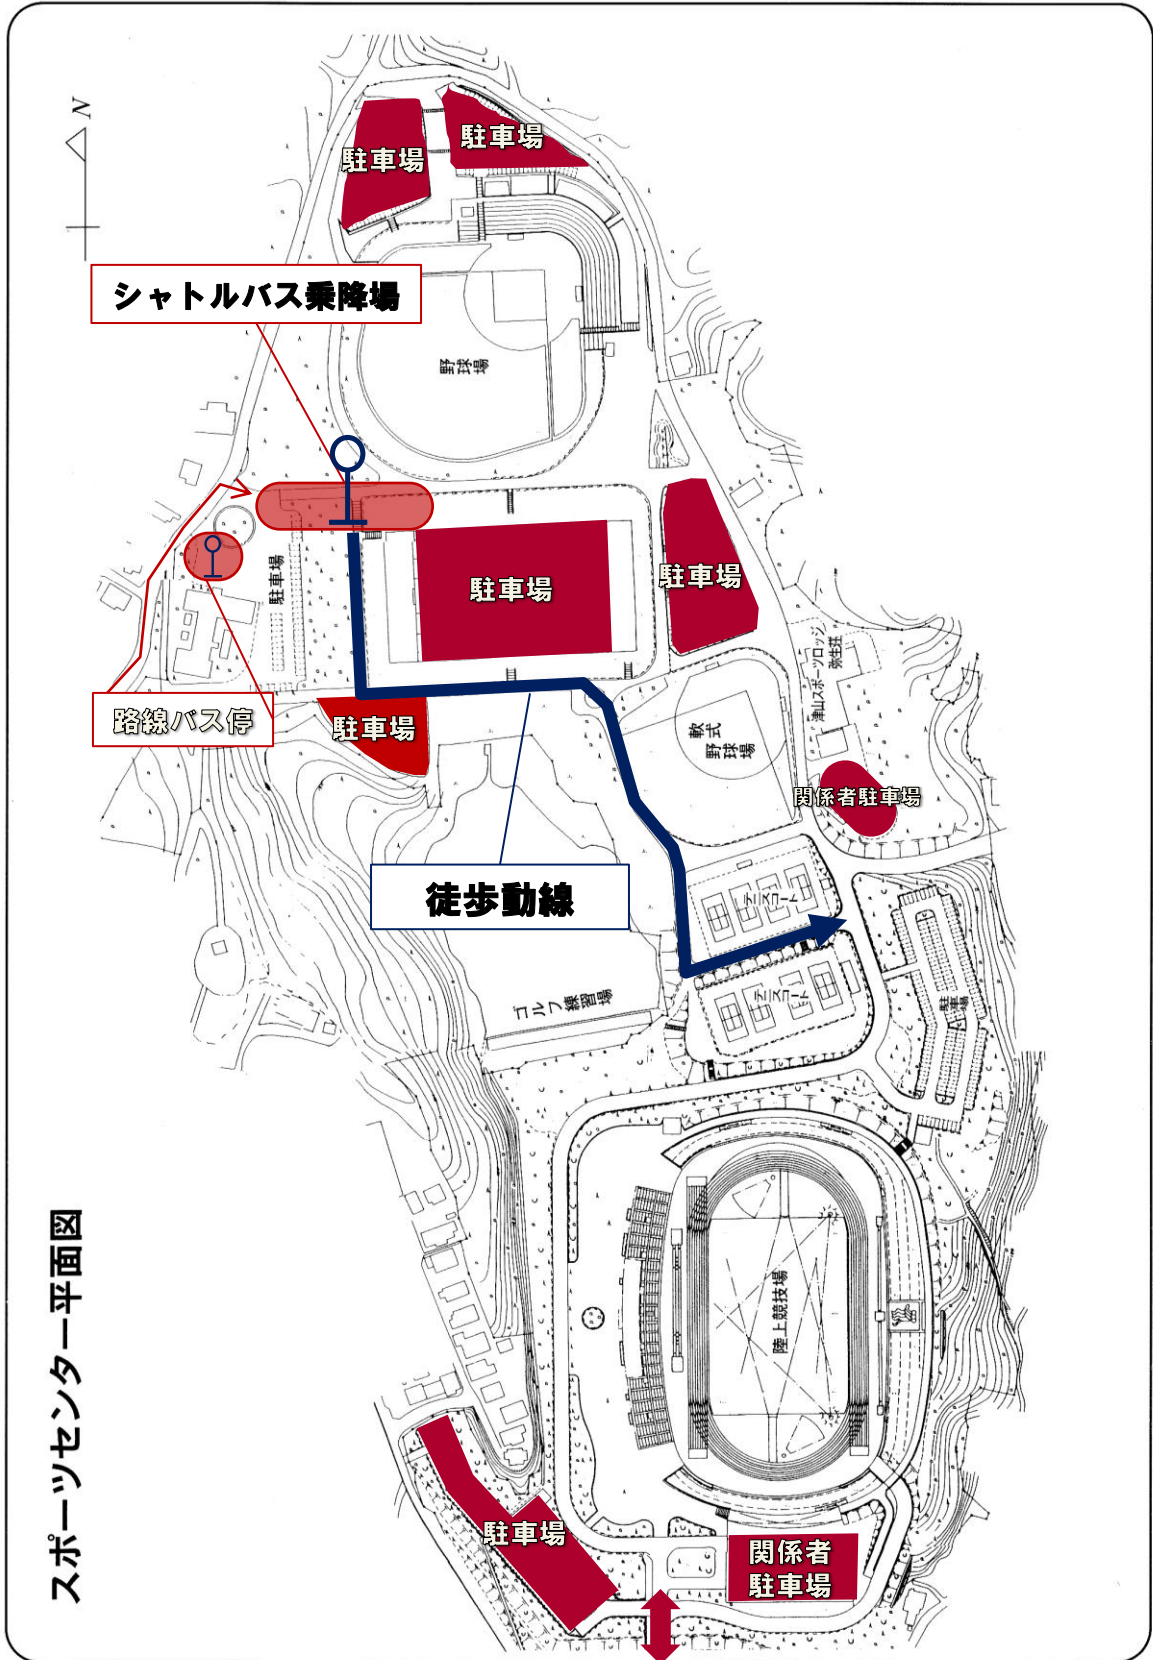 N
駐車場
駐車場
シャトルバス乗降場
野球場
駐車場
駐車場
駐車場
津山スポーツロッジ
弥生荘
路線バス停
駐車場
軟式
野球場
関係者駐車場
徒歩動線
テニスコート
テニスコート
ゴルフ練習場
駐車場
スポーツセンター平面図
陸上競技場
駐車場
関係者
駐車場